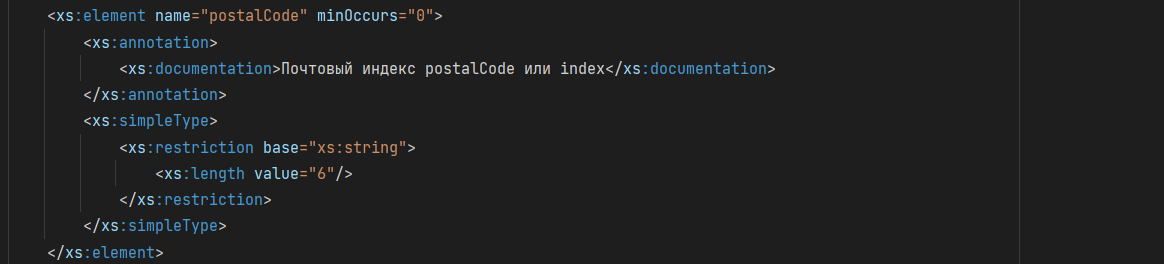 <xs:element name="postalCode" minOccurs="0">
<xs:annotation>
<xs:documentation>Почтовый индекс postalCode или index</xs:documentation>
</xs:annotation>
<xs:simpleType>
<xs:restriction base="xs:string">
<xs:length value="6"/>
</xs:restriction>
</xs:simpleType>
</xs:element>